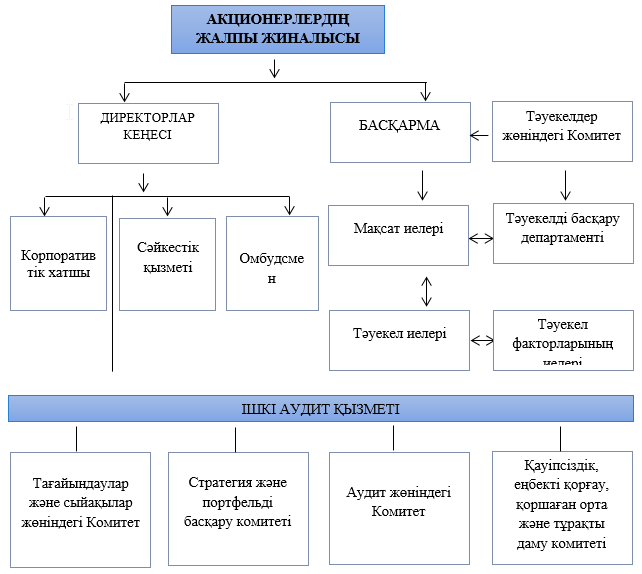 АКЦИОНЕРЛЕРДІҢ
ЖАЛПЫ ЖИНАЛЫСЫ
ДИРЕКТОРЛАР
КЕҢЕСІ
БАСҚАРМА
Тәуекелдер
жөніндегі Комитет
Корпоратив
тік хатшы
Сәйкестік
қызметі
Омбудсме
н
Мақсат иелері
Тәуекелді басқару
департаменті
Тәуекел иелері
Тәуекел
факторларының
иелері
ІШКІ АУДИТ ҚЫЗМЕТІ
Тағайындаулар
және сыйақылар
жөніндегі Комитет
Стратегия және
портфельді
басқару комитеті
Аудит жөніндегі
Комитет
Қауіпсіздік,
еңбекті қорғау,
қоршаған орта
және тұрақты
даму комитеті